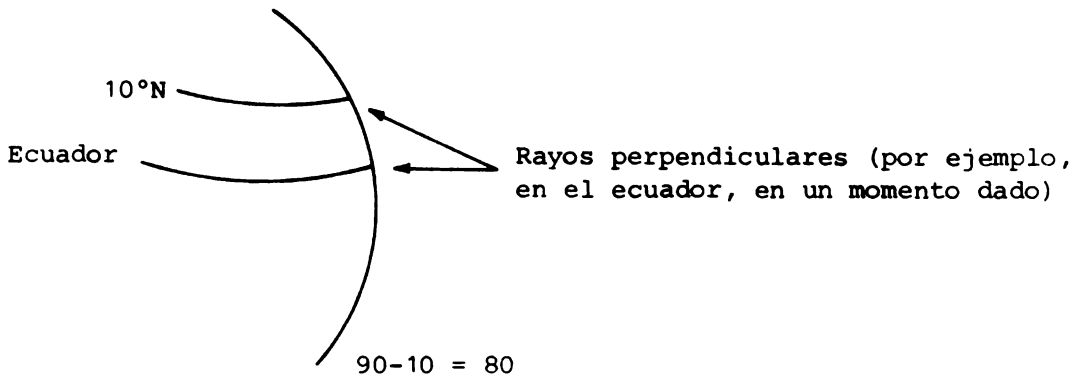 10°N
Ecuador
Rayos perpendiculares (por ejemplo,
en el ecuador, en un momento dado)
90-10 = 80